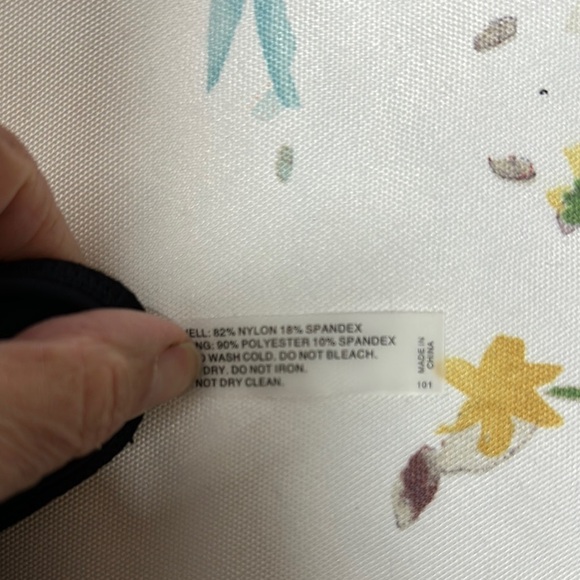 ELL: 82% NYLON 18% SPANDEX
NG: 90% POLYESTER 10% SPANDEX
WASH COLD. DO NOT BLEACH.
DRY. DO NOT IRON.
NOT DRY CLEAN.
MADE IN
CHINA
101